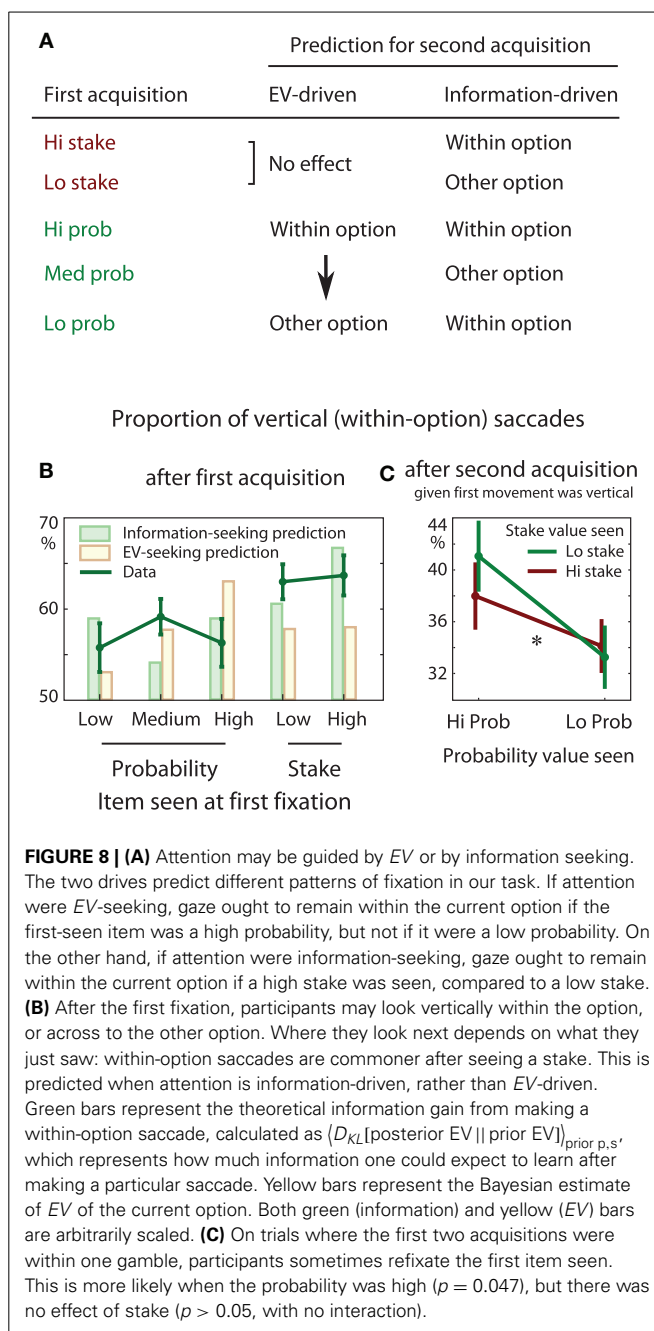 A
Prediction for second acquisition
First acquisition EV-driven Information-driven
Hi stake Within option
No effect
Lo stake Other option
Hi prob Within option Within option
Med prob Other option
Lo prob Other option Within option
Proportion of vertical (within-option) saccades
B after first acquisition
70
%
60
50
Information-seeking prediction
EV-seeking prediction
Data
Low Medium High Low High
Probability Stake
Item seen at first fixation
C after second acquisition
given first movement was vertical
44
%
40
36
32
Stake value seen
Lo stake
Hi stake
*
Hi Prob Lo Prob
Probability value seen
FIGURE 8 | (A) Attention may be guided by EV or by information seeking.
The two drives predict different patterns of fixation in our task. If attention
were EV-seeking, gaze ought to remain within the current option if the
first-seen item was a high probability, but not if it were a low probability. On
the other hand, if attention were information-seeking, gaze ought to remain
within the current option if a high stake was seen, compared to a low stake.
(B) After the first fixation, participants may look vertically within the option,
or across to the other option. Where they look next depends on what they
just saw: within-option saccades are commoner after seeing a stake. This is
predicted when attention is information-driven, rather than EV-driven.
Green bars represent the theoretical information gain from making a
within-option saccade, calculated as ⟨D_KL[posterior EV || prior EV]⟩_prior p,s,
which represents how much information one could expect to learn after
making a particular saccade. Yellow bars represent the Bayesian estimate
of EV of the current option. Both green (information) and yellow (EV) bars
are arbitrarily scaled. (C) On trials where the first two acquisitions were
within one gamble, participants sometimes refixate the first item seen.
This is more likely when the probability was high (p = 0.047), but there was
no effect of stake (p > 0.05, with no interaction).